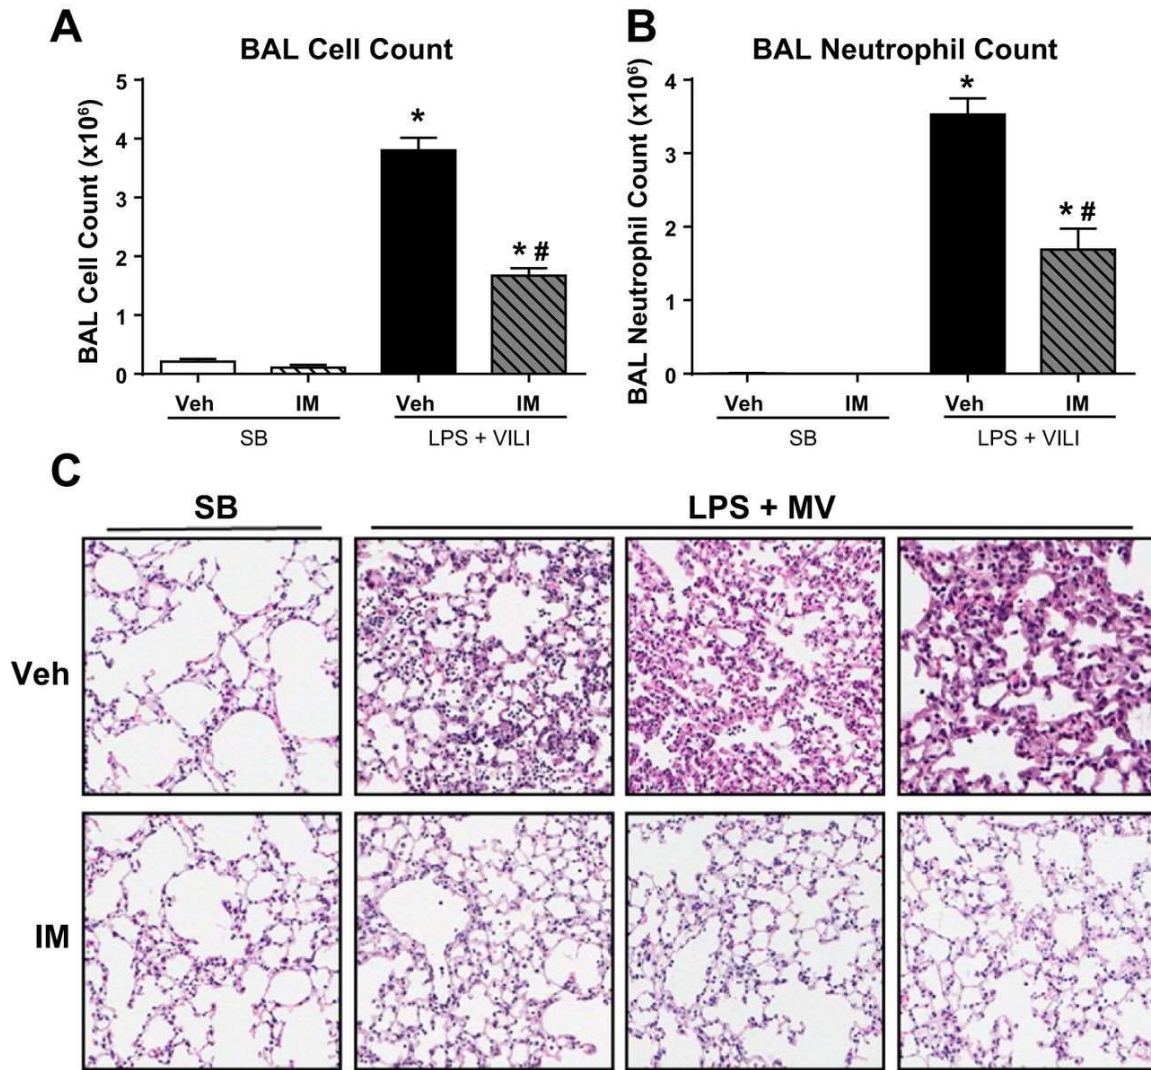 A
BAL Cell Count
BAL Cell Count (x10⁶)
5
4
3
2
1
0
*
* #
Veh IM Veh IM
SB LPS + VILI
B
BAL Neutrophil Count
BAL Neutrophil Count (x10⁶)
4
3
2
1
0
*
* #
Veh IM Veh IM
SB LPS + VILI
C
SB LPS + MV
Veh
IM